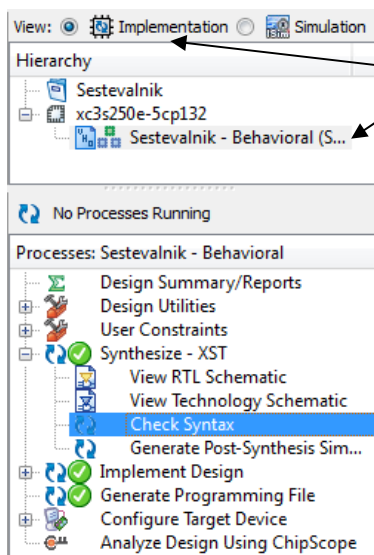 View: Implementation Simulation
Hierarchy
Sestevalnik
xc3s250e-5cp132
Sestevalnik - Behavioral (S...
No Processes Running
Processes: Sestevalnik - Behavioral
Design Summary/Reports
Design Utilities
User Constraints
Synthesize - XST
View RTL Schematic
View Technology Schematic
Check Syntax
Generate Post-Synthesis Sim...
Implement Design
Generate Programming File
Configure Target Device
Analyze Design Using ChipScope